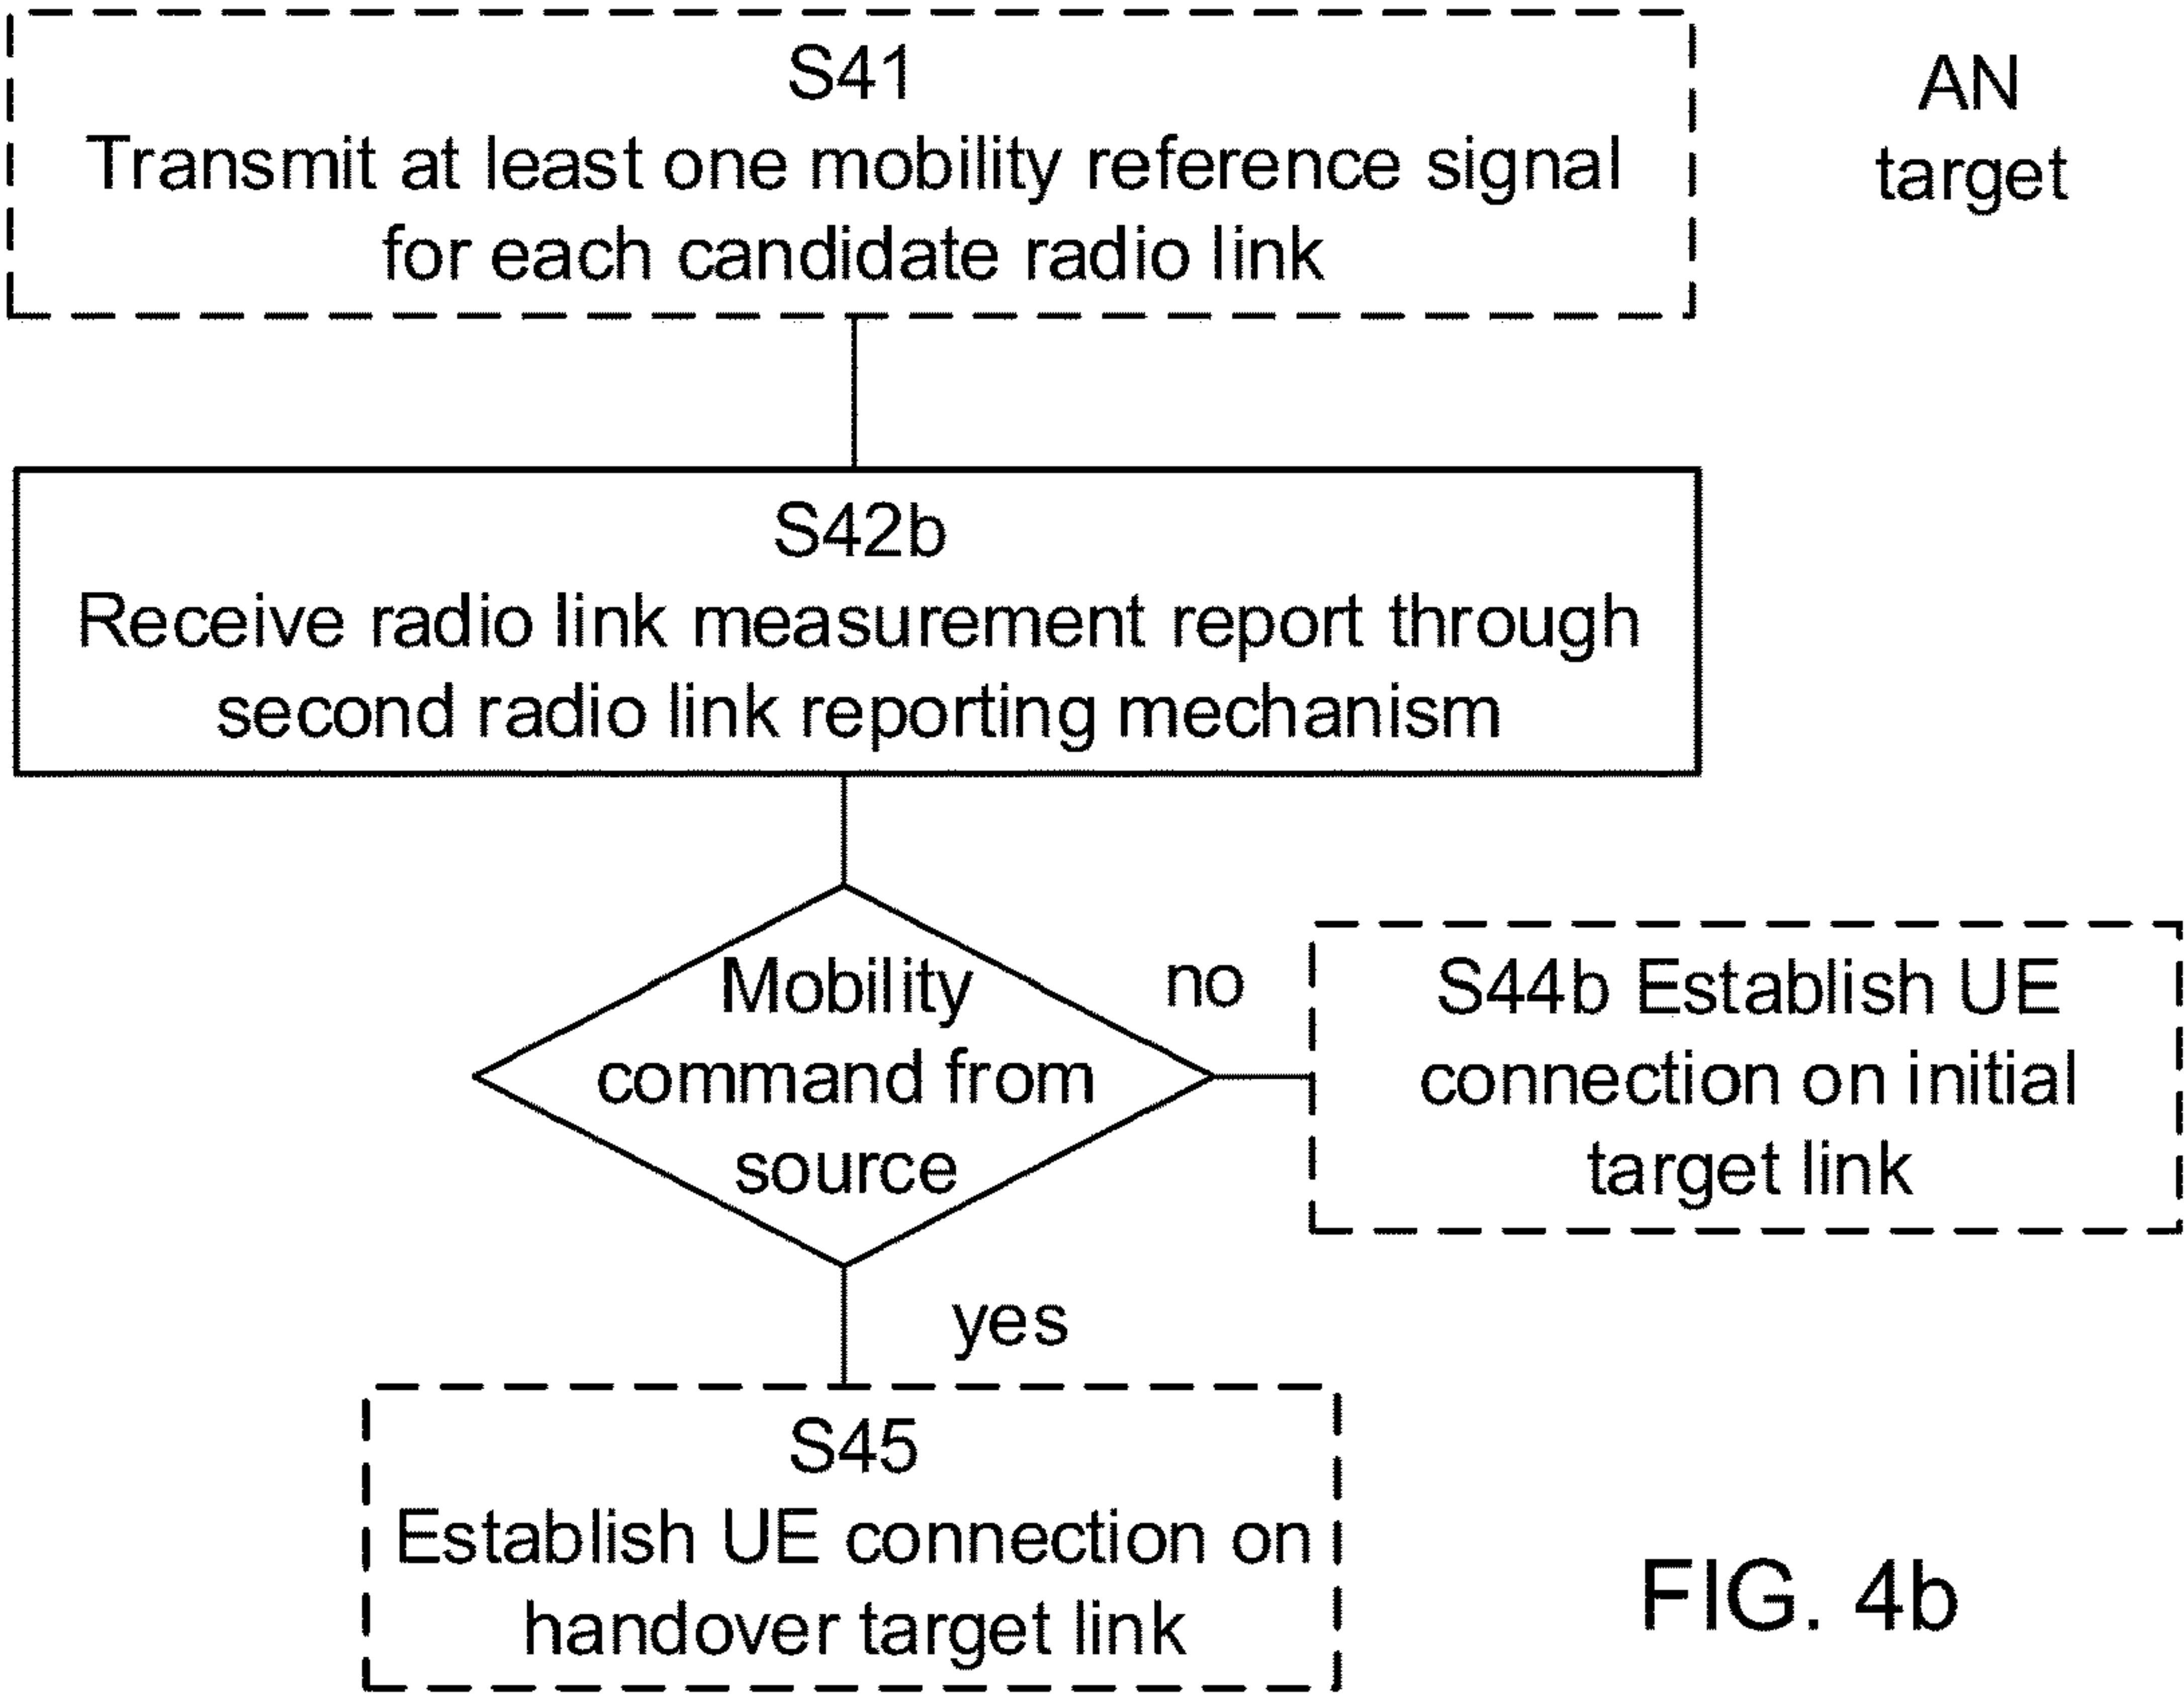 S41
Transmit at least one mobility reference signal
for each candidate radio link
AN
target
S42b
Receive radio link measurement report through
second radio link reporting mechanism
Mobility
command from
source
no
S44b Establish UE
connection on initial
target link
yes
S45
Establish UE connection on
handover target link
FIG. 4b